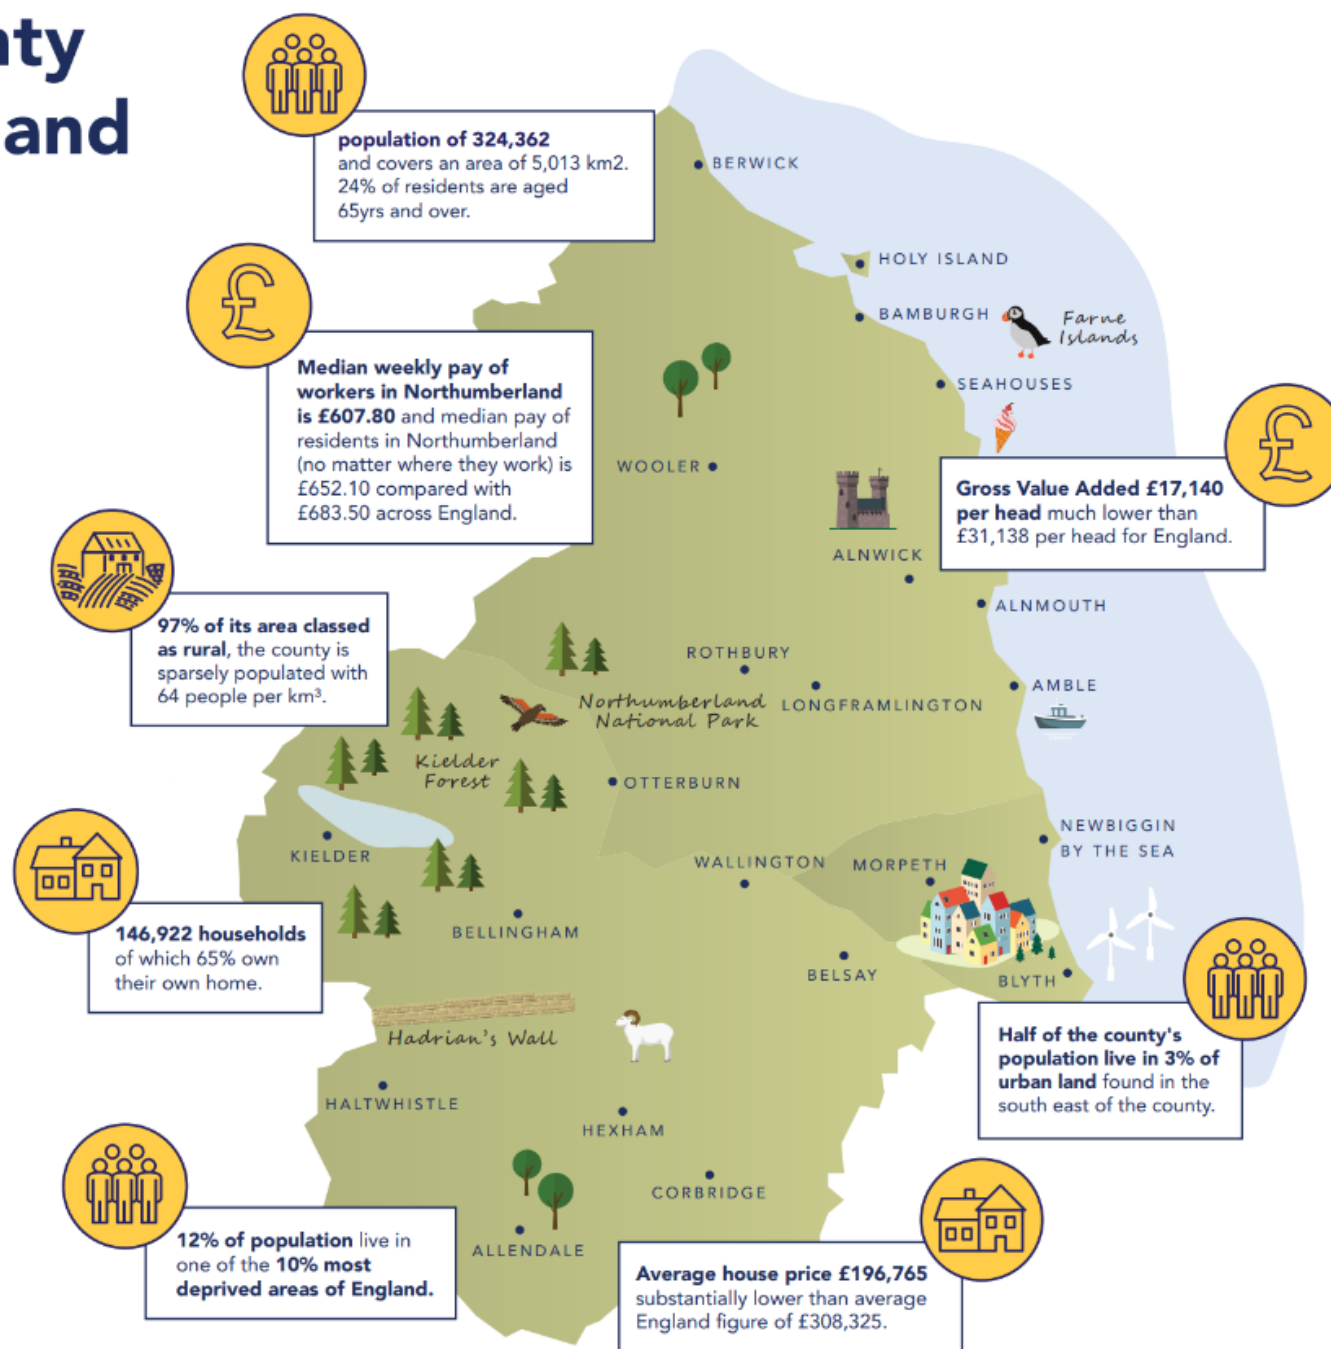 nty
and
population of 324,362
and covers an area of 5,013 km2.
24% of residents are aged
65yrs and over.
BERWICK
HOLY ISLAND
BAMBURGH
Farne
Islands
SEAHOUSES
Median weekly pay of
workers in Northumberland
is £607.80 and median pay of
residents in Northumberland
(no matter where they work) is
£652.10 compared with
£683.50 across England.
WOOLER
Gross Value Added £17,140
per head much lower than
£31,138 per head for England.
ALNWICK
ALNMOUTH
97% of its area classed
as rural, the county is
sparsely populated with
64 people per km³.
ROTHBURY
Northumberland
National Park
LONGFRAMLINGTON
AMBLE
Kielder
Forest
OTTERBURN
NEWBIGGIN
BY THE SEA
KIELDER
WALLINGTON
MORPETH
146,922 households
of which 65% own
their own home.
BELLINGHAM
BELSAY
BLYTH
Hadrian's Wall
Half of the county's
population live in 3% of
urban land found in the
south east of the county.
HALTWHISTLE
HEXHAM
CORBRIDGE
12% of population live in
one of the 10% most
deprived areas of England.
ALLENDALE
Average house price £196,765
substantially lower than average
England figure of £308,325.